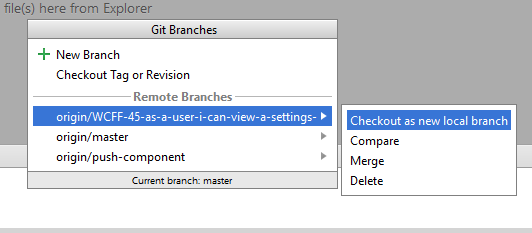 file(s) here from Explorer
Git Branches
New Branch
Checkout Tag or Revision
Remote Branches
origin/WCFF-45-as-a-user-i-can-view-a-settings-
origin/master
origin/push-component
Current branch: master
Checkout as new local branch
Compare
Merge
Delete